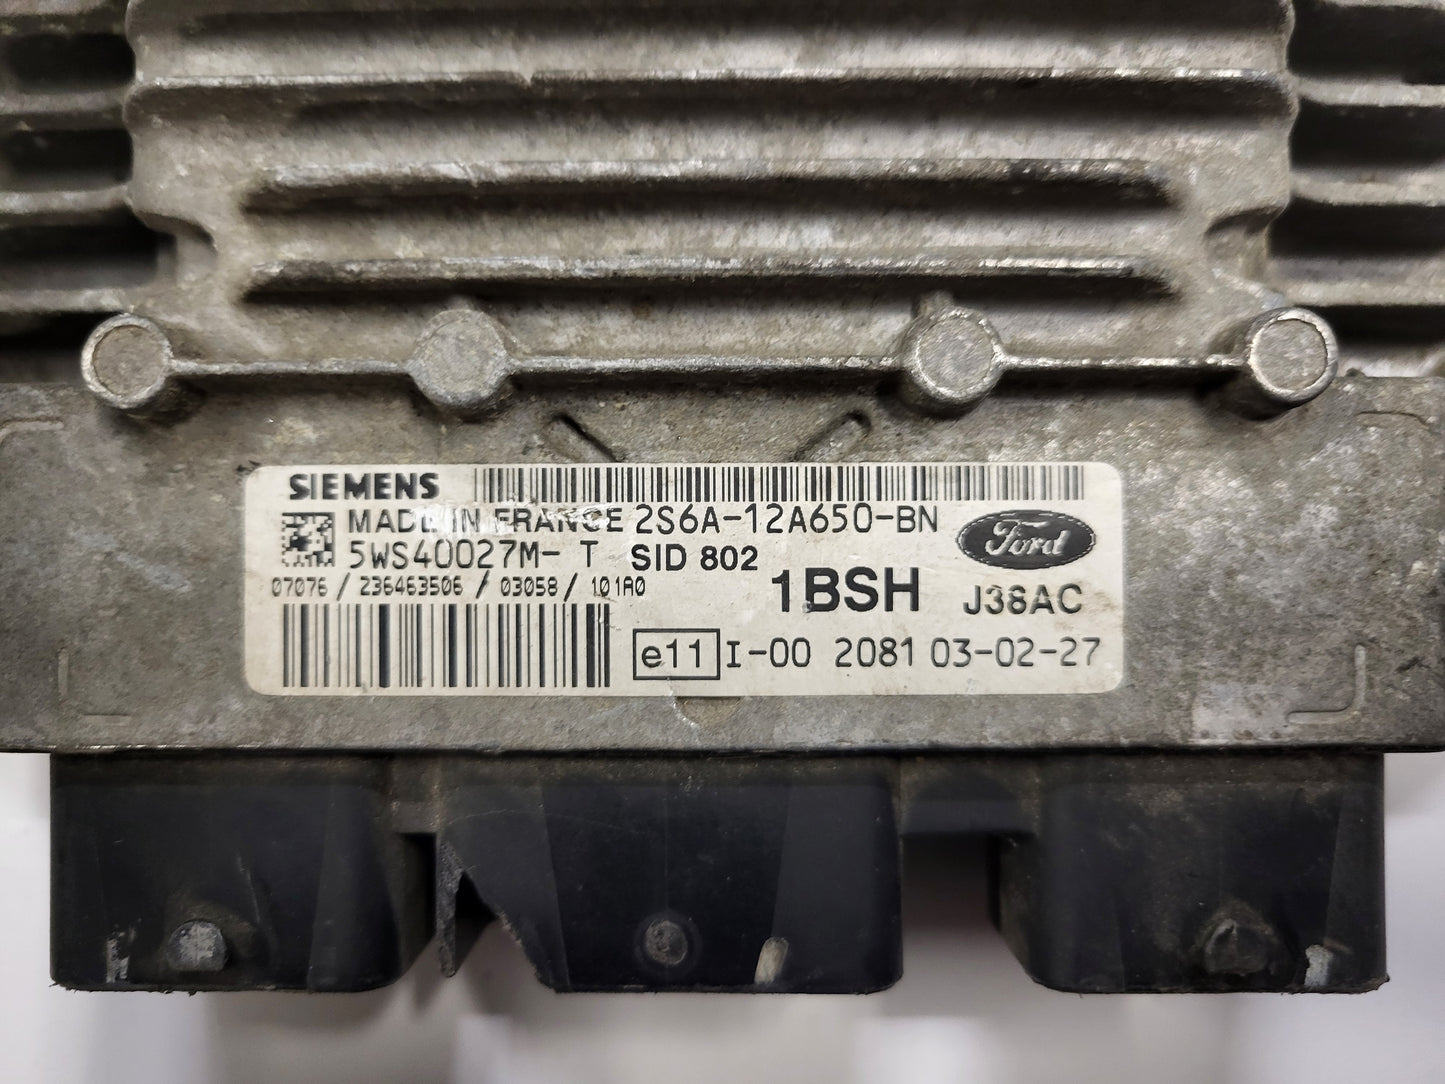 SIEMENS
MADE IN FRANCE 2S6A-12A650-BN
Ford
5WS40027M- T SID 802
07076 / 236463506 / 03058 / 101A0
1BSH J38AC
e11 I-00 2081 03-02-27